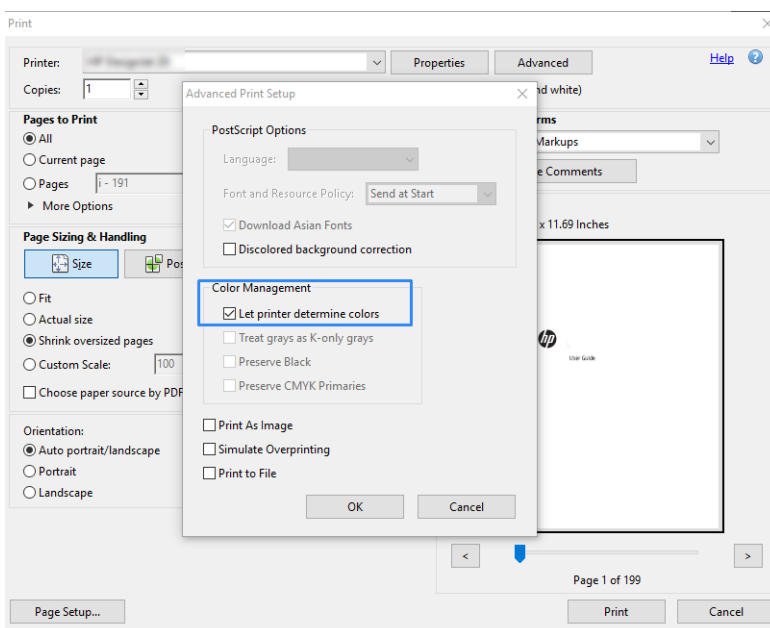 Print
Printer:
Properties
Advanced
Help
?
Copies:
1
nd white)
Pages to Print
All
Current page
Pages
i - 191
More Options
Page Sizing & Handling
Size
Pos
Fit
Actual size
Shrink oversized pages
Custom Scale:
100
Choose paper source by PDF
Orientation:
Auto portrait/landscape
Portrait
Landscape
Advanced Print Setup
PostScript Options
Language:
Font and Resource Policy:
Send at Start
Download Asian Fonts
Discolored background correction
Color Management
Let printer determine colors
Treat grays as K-only grays
Preserve Black
Preserve CMYK Primaries
Print As Image
Simulate Overprinting
Print to File
OK
Cancel
rms
Markups
e Comments
x 11.69 Inches
hp
User Guide
<
>
Page 1 of 199
Page Setup...
Print
Cancel